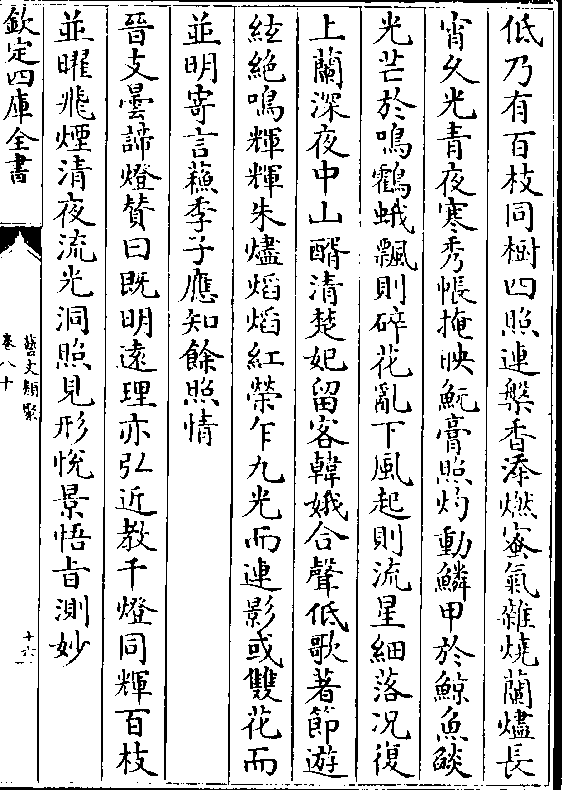 低乃有百枝同樹四照連槃香添燃蜜氣雜燒蘭燼長
宵久光青夜寒秀帳掩映魭膏照灼動鱗甲於鯨魚燄
光芒於鳴鶴蛾飄則碎花亂下風起則流星細落况復
上蘭深夜中山醑清楚妃留客韓娥合聲低歌著節遊
絃絶鳴輝輝朱燼熖熖紅榮乍九光而連影或雙花而
並明寄言蘓季子應知餘照情
晉支曇諦燈贊曰既明遠理亦弘近教千燈同輝百枝
並曜飛煙清夜流光洞照見形悅景悟旨測妙
欽定四庫全書
藝文類聚
卷八十
十六